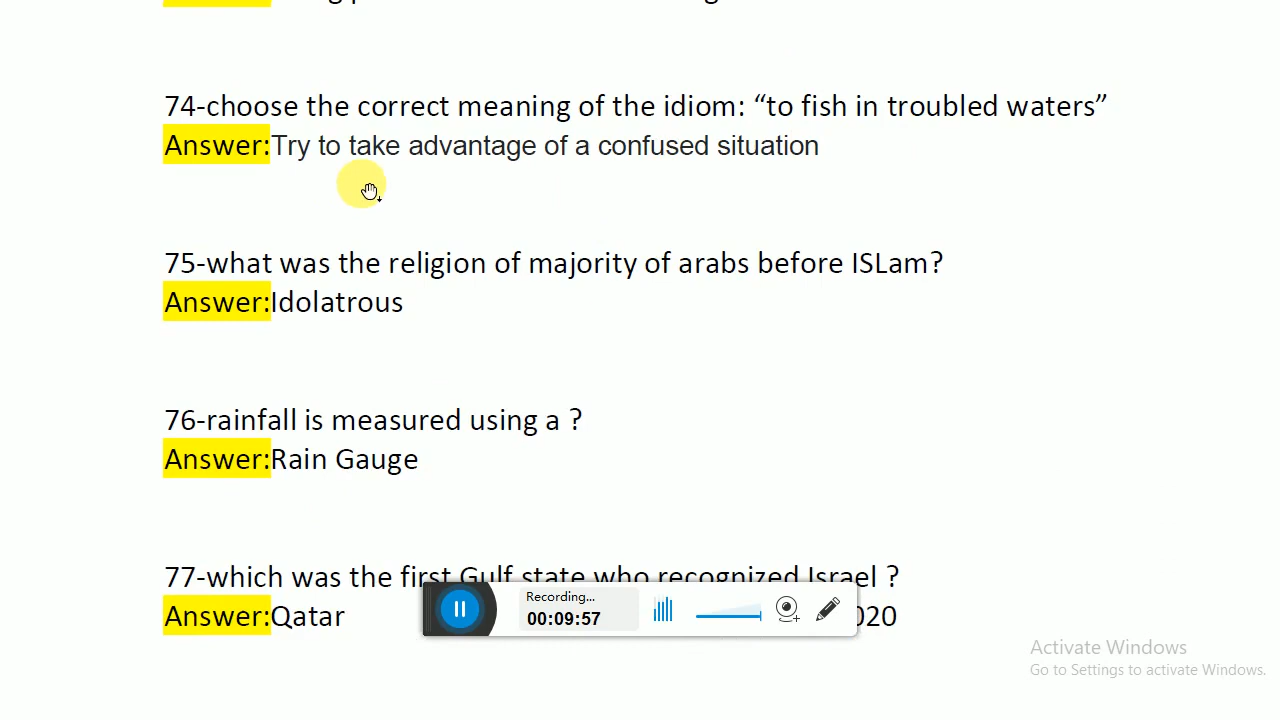 74-choose the correct meaning of the idiom: “to fish in troubled waters”
Answer:Try to take advantage of a confused situation
75-what was the religion of majority of arabs before ISLam?
Answer:Idolatrous
76-rainfall is measured using a ?
Answer:Rain Gauge
77-which was the first Gulf state who recognized Israel ?
Answer:Qatar
Recording...
00:09:57
Activate Windows
Go to Settings to activate Windows.